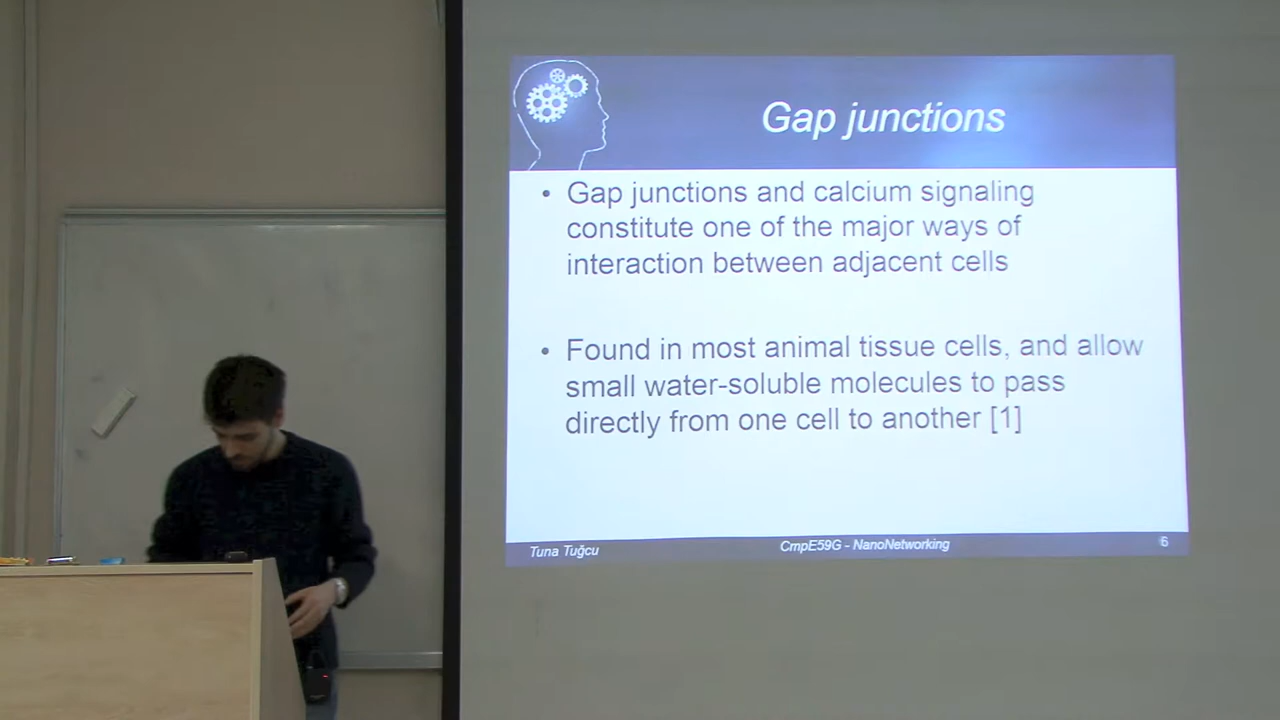 Gap junctions
• Gap junctions and calcium signaling
constitute one of the major ways of
interaction between adjacent cells
• Found in most animal tissue cells, and allow
small water-soluble molecules to pass
directly from one cell to another [1]
Tuna Tuğcu
CmpE59G - NanoNetworking
6